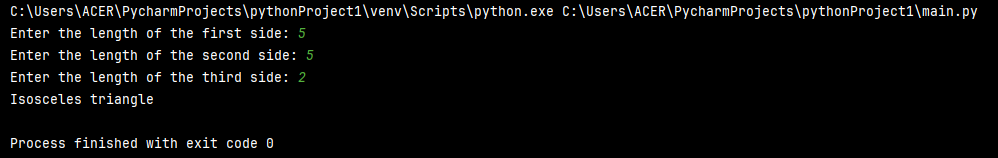 C:\Users\ACER\PycharmProjects\pythonProject1\venv\Scripts\python.exe C:\Users\ACER\PycharmProjects\pythonProject1\main.py
Enter the length of the first side: 5
Enter the length of the second side: 5
Enter the length of the third side: 2
Isosceles triangle
Process finished with exit code 0